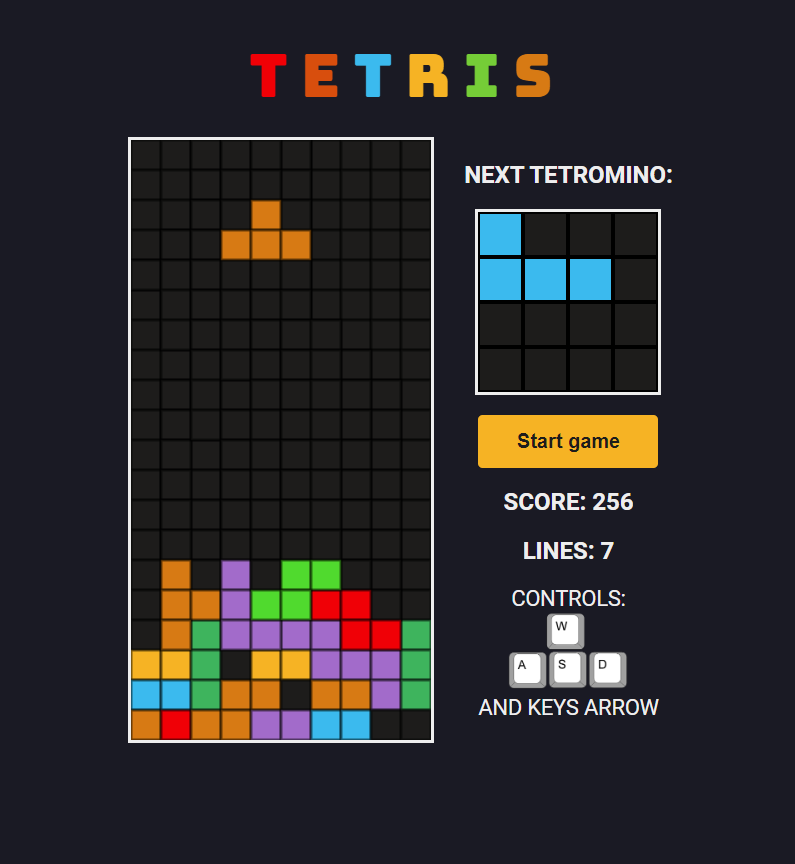 TETRIS
NEXT TETROMINO:
Start game
SCORE: 256
LINES: 7
CONTROLS:
W
A S D
AND KEYS ARROW